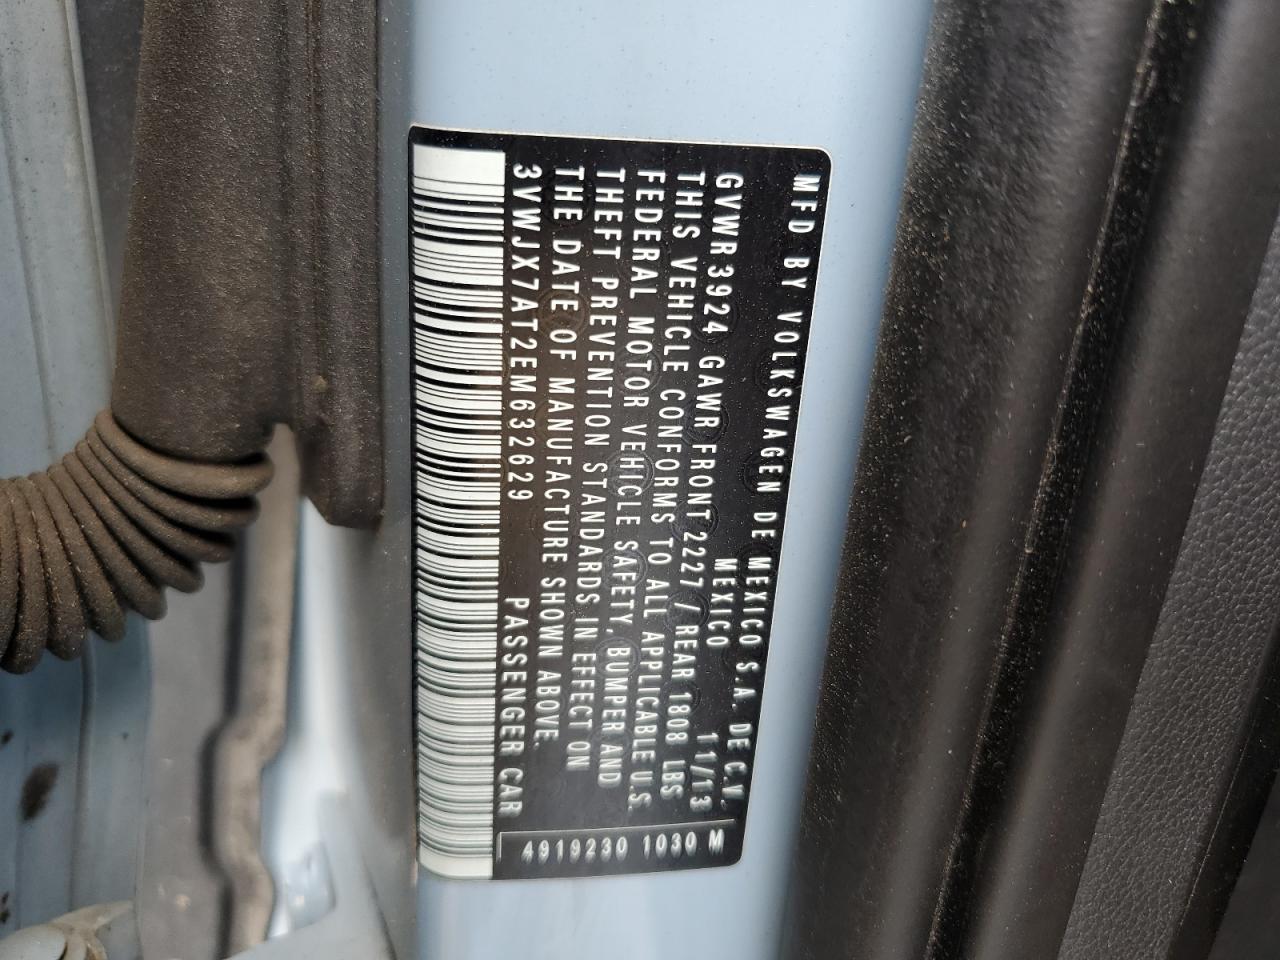 MFD BY VOLKSWAGEN DE MEXICO S.A. DE C.V.
MEXICO 11/13
GVWR 3924 GAWR FRONT 2227 / REAR 1808 LBS
THIS VEHICLE CONFORMS TO ALL APPLICABLE U.S.
FEDERAL MOTOR VEHICLE SAFETY, BUMPER AND
THEFT PREVENTION STANDARDS IN EFFECT ON
THE DATE OF MANUFACTURE SHOWN ABOVE.
3VWJX7AT2EM632629 PASSENGER CAR
4919230 1030 M